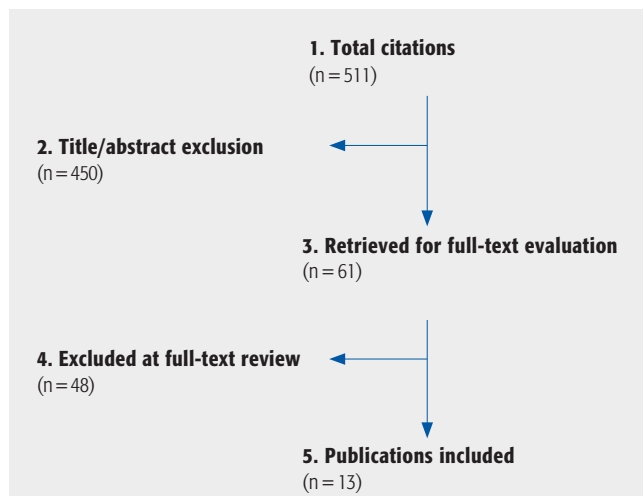 1. Total citations
(n=511)
2. Title/abstract exclusion
(n=450)
3. Retrieved for full-text evaluation
(n=61)
4. Excluded at full-text review
(n=48)
5. Publications included
(n=13)